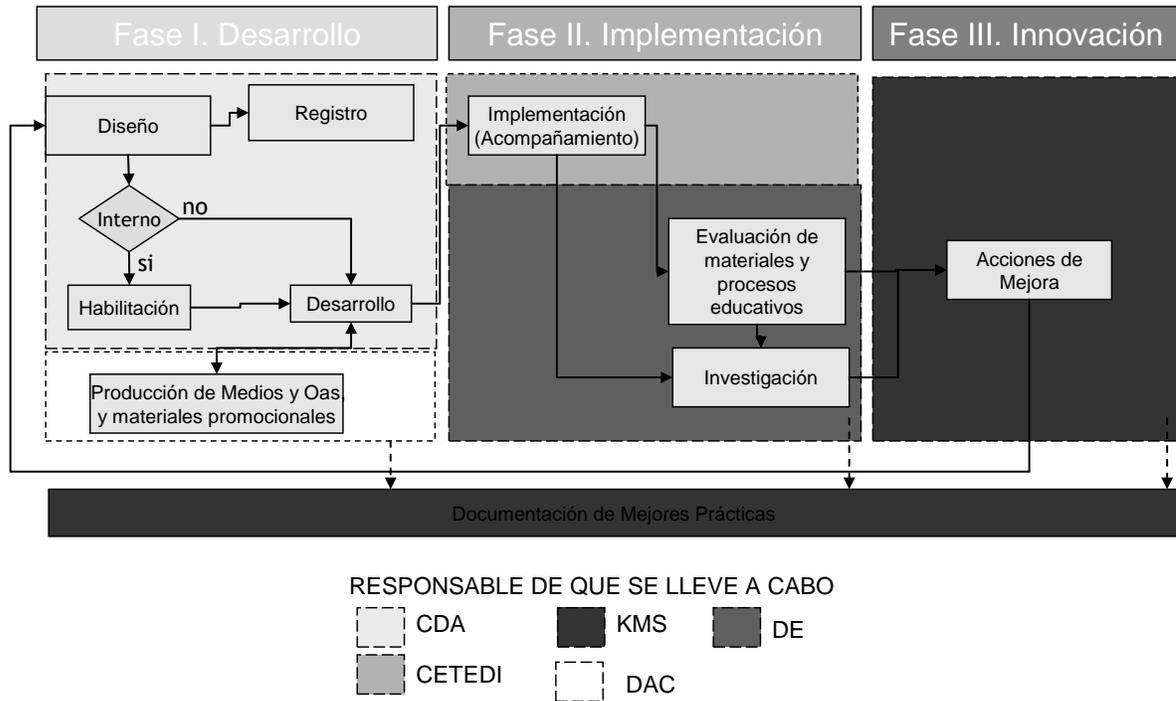 Fase I. Desarrollo
Fase II. Implementación
Fase III. Innovación
Diseño
Registro
Interno
no
si
Habilitación
Desarrollo
Producción de Medios y Oas,
y materiales promocionales
Implementación
(Acompañamiento)
Evaluación de
materiales y
procesos
educativos
Investigación
Acciones de
Mejora
Documentación de Mejores Prácticas
RESPONSABLE DE QUE SE LLEVE A CABO
CDA
KMS
DE
CETEDI
DAC